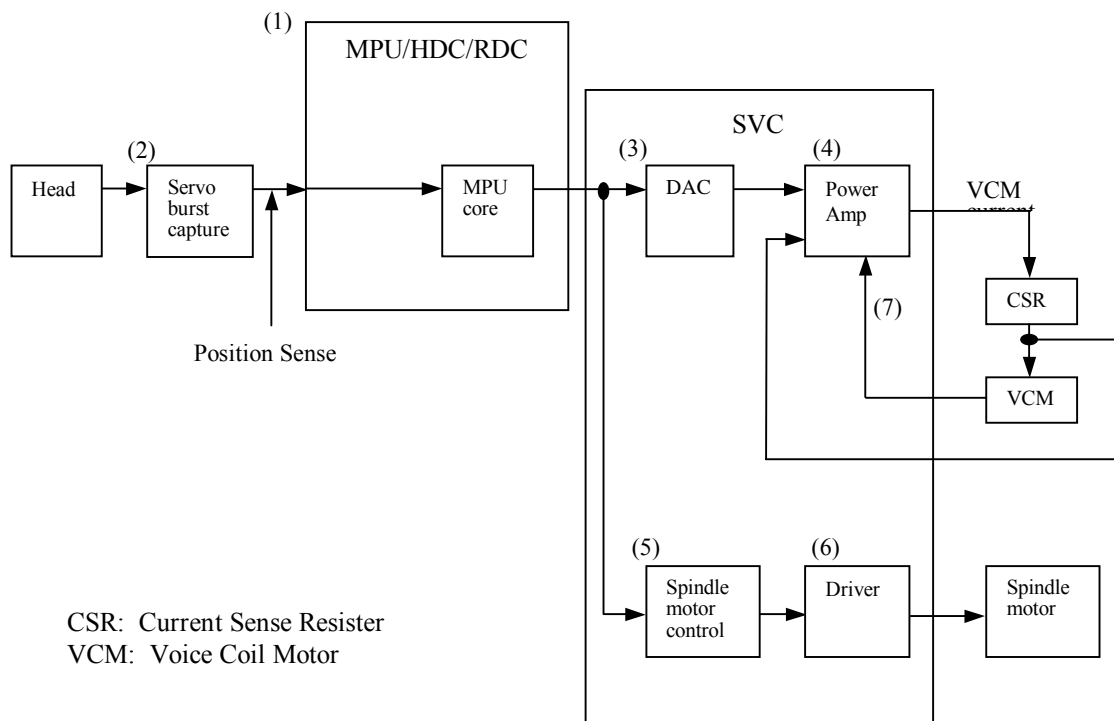 (1)
MPU/HDC/RDC
SVC
(2)
(3)
(4)
Head
Servo
burst
capture
MPU
core
DAC
Power
Amp
VCM
current
CSR
(7)
Position Sense
VCM
(5)
(6)
Spindle
motor
control
Driver
Spindle
motor
CSR: Current Sense Resister
VCM: Voice Coil Motor